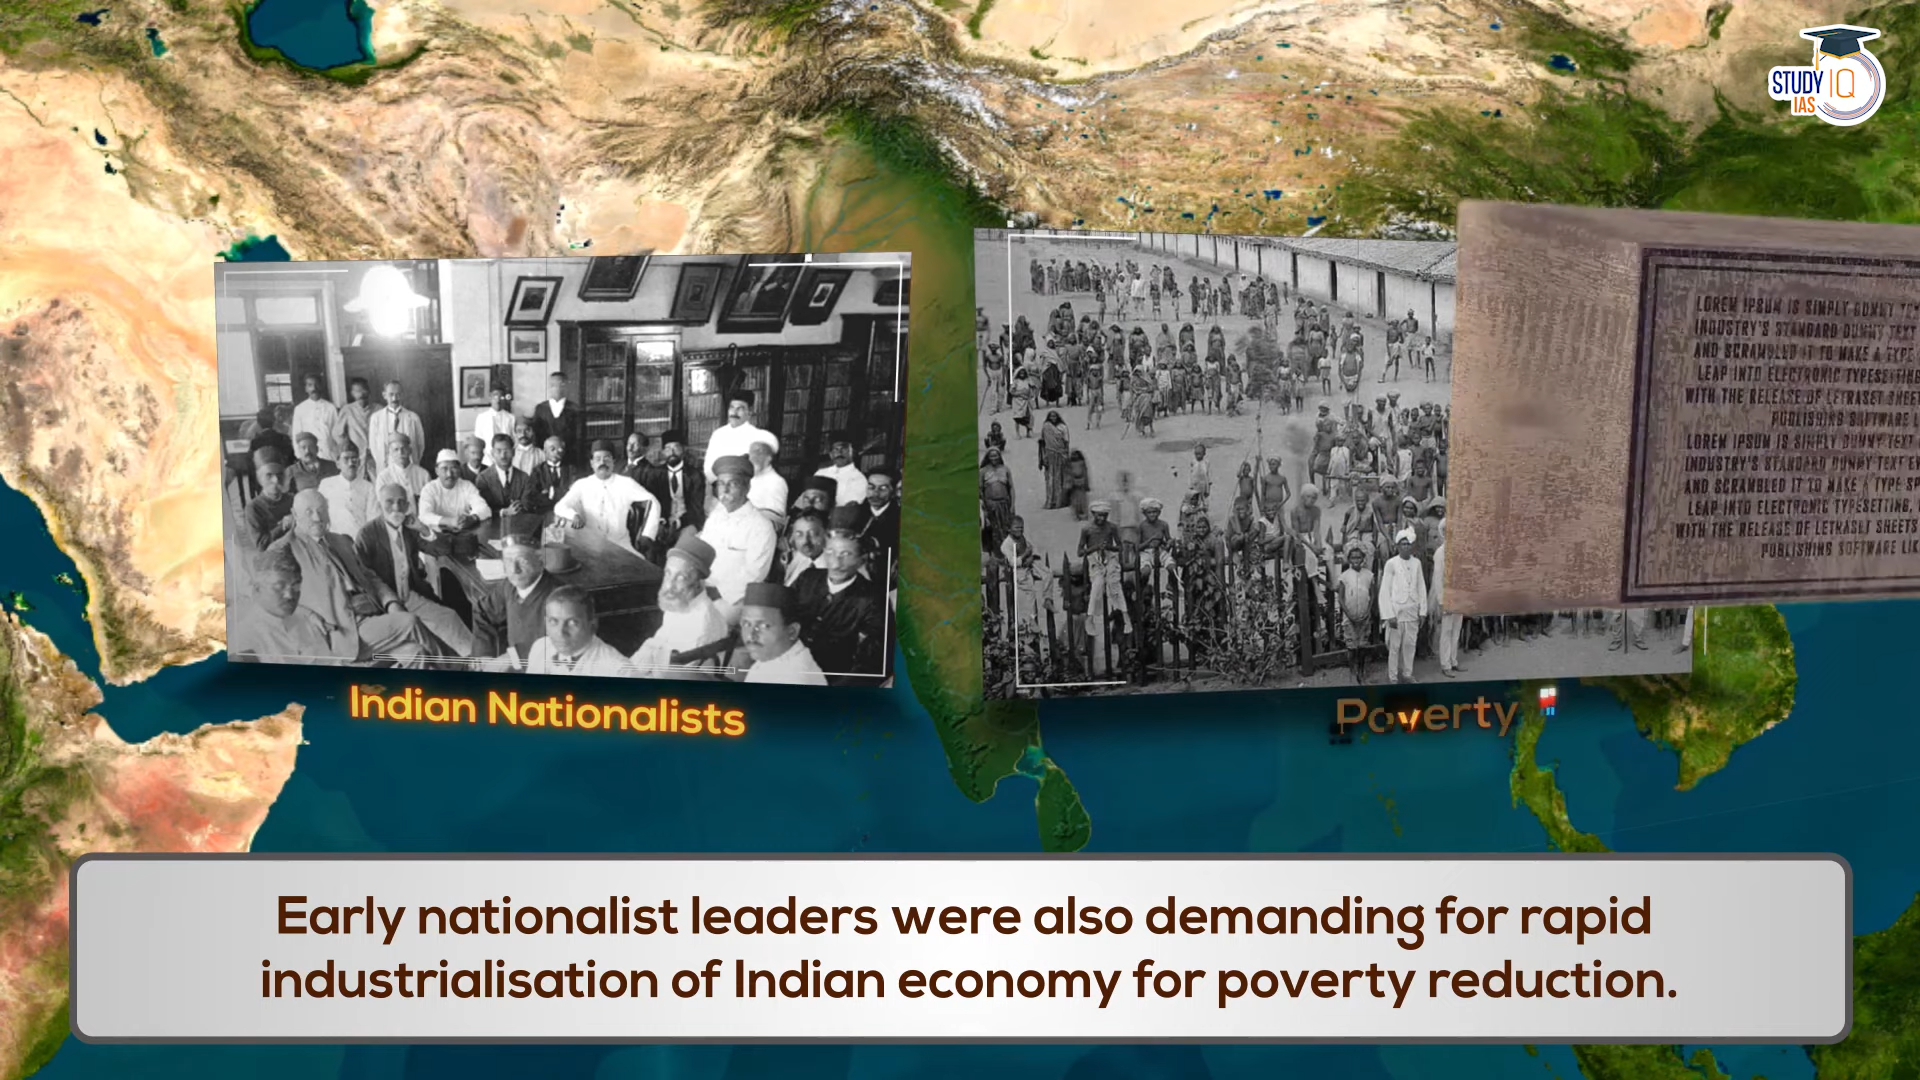 STUDY IQ
IAS
LOREM IPSUM IS SIMPLY DUMMY
INDUSTRY'S STANDARD DUMMY TEXT
AND SCRAMBLED IT TO MAKE A TYPE
LEAP INTO ELECTRONIC TYPESETTING
WITH THE RELEASE OF LETRASET SHEETS
PUBLISHING SOFTWARE
LOREM IPSUM IS SIMPLY DUMMY TEXT
INDUSTRY'S STANDARD DUMMY TEXT
AND SCRAMBLED IT TO MAKE A TYPE
LEAP INTO ELECTRONIC TYPESETTING,
WITH THE RELEASE OF LETRASET SHEETS
PUBLISHING SOFTWARE
Indian Nationalists
Poverty
Early nationalist leaders were also demanding for rapid
industrialisation of Indian economy for poverty reduction.